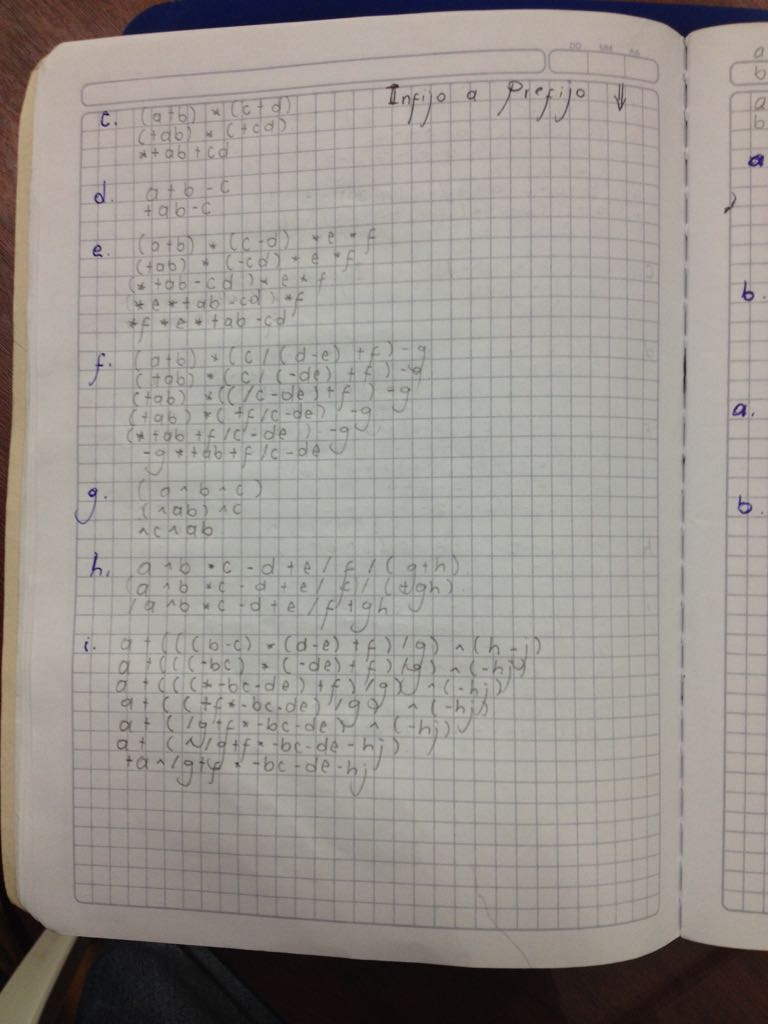 DD MM AA
Infijo a Prefijo ⇓
c. (a+b) * (c+d)
(+ab) * (+cd)
*+ab+cd
d. a+b-c
+ab-c
e. (a+b) * (c-d) *e*f
(+ab) * (-cd) *e*f
(*+ab-cd)*e*f
(*e*+ab-cd)*f
*f*e*+ab-cd
f. (a+b) * (c/(d-e)+f)-g
(+ab) * (c/(-de)+f)-g
(+ab) * ((/c-de)+f)-g
(+ab) * (+f/c-de)-g
(*+ab+f/c-de)-g
-g*+ab+f/c-de
g. (a^b^c)
(^ab)^c
^c^ab
h. a^b*c-d+e/f/(g+h)
(a^b*c-d+e/f/(+gh)
/a^b*c-d+e/f+gh
i. a+(((b-c)*(d-e)+f)/g)^(h-j)
a+(((-bc)*(-de)+f)/g)^(-hj)
a+(((*-bc-de)+f)/g)^(-hj)
a+((+f*-bc-de)/g)^(-hj)
a+(/g+f*-bc-de)^(-hj)
a+(^/g+f*-bc-de-hj)
+a^/g+f*-bc-de-hj
a
b
a
b
a
b.
a.
b.